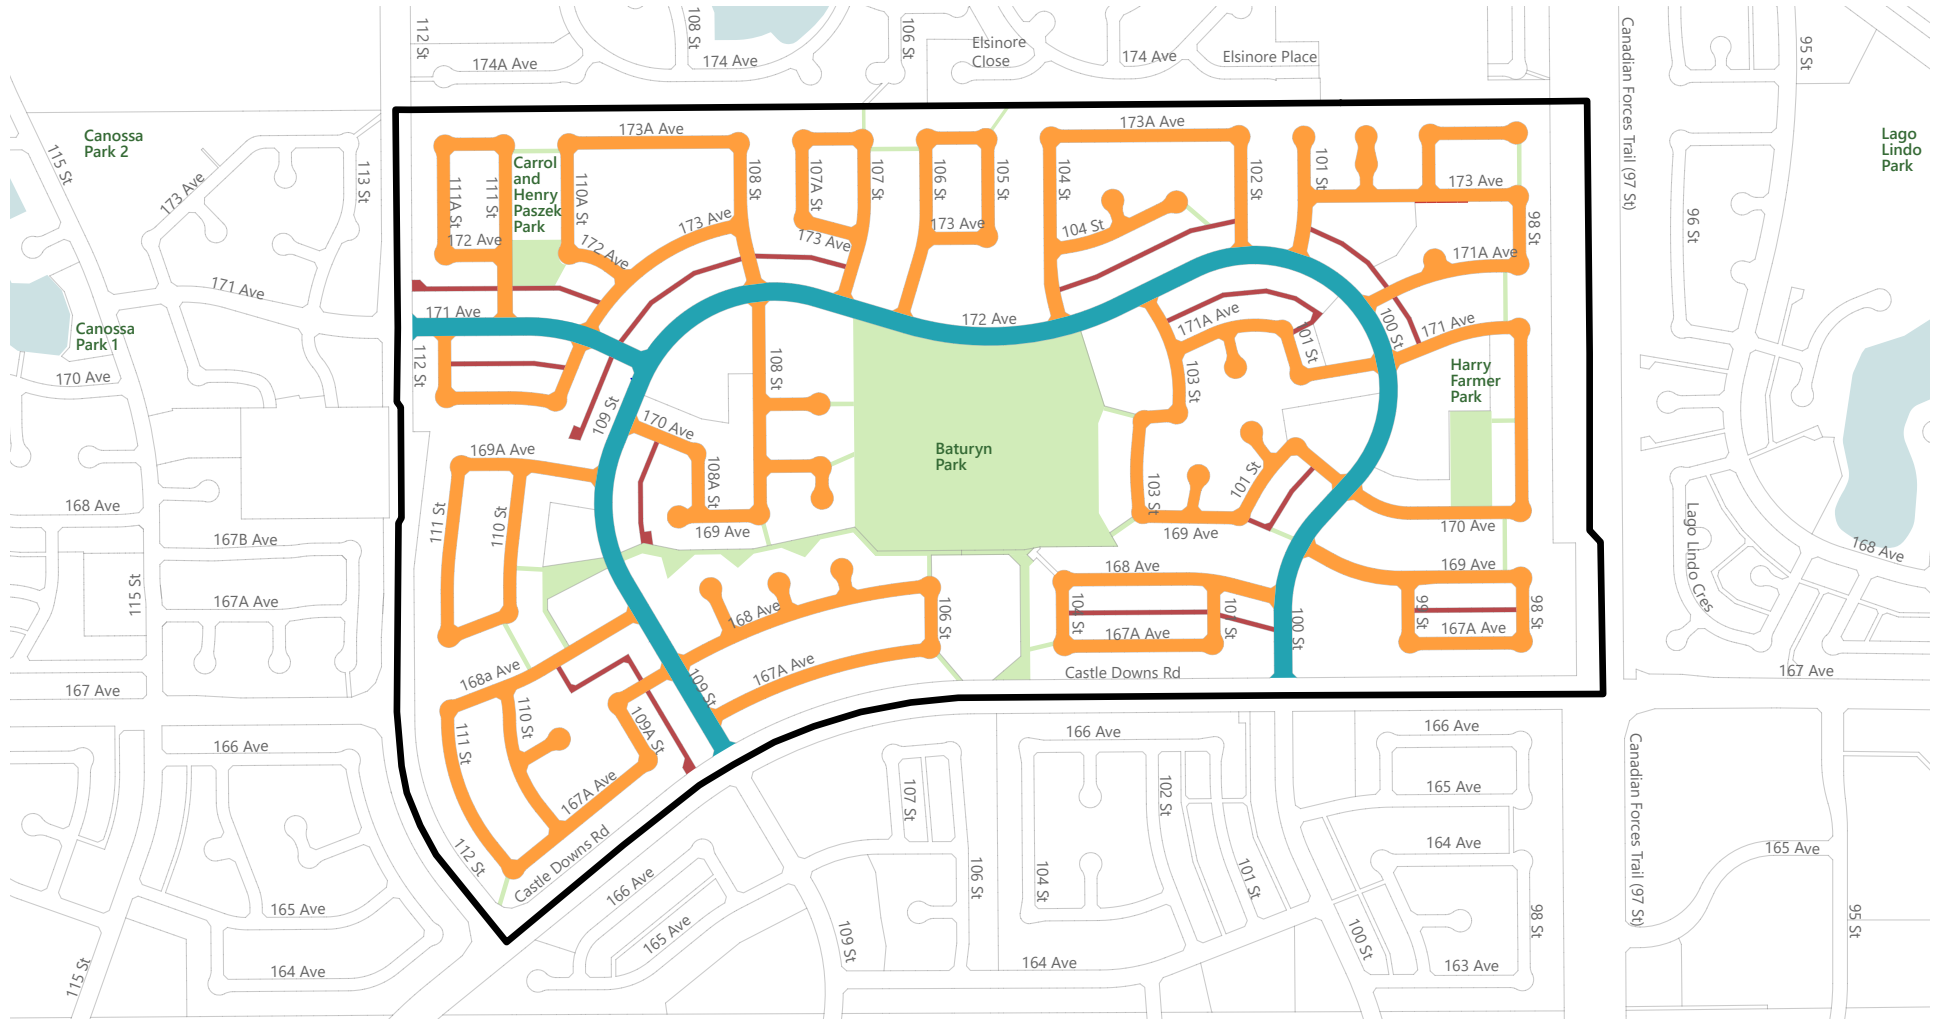 112 St
108 St
106 St
Elsinore
Close
174A Ave
174 Ave
174 Ave
Elsinore Place
Canadian Forces Trail (97 St)
95 St
Canossa
Park 2
115 St
173 Ave
113 St
171 Ave
Canossa
Park 1
170 Ave
Lago
Lindo
Park
96 St
173A Ave
173A Ave
111A St
111 St
Carrol
and
Henry
Paszek
Park
110A St
108 St
107A St
107 St
106 St
105 St
104 St
102 St
101 St
173 Ave
98 St
172 Ave
172 Ave
173 Ave
173 Ave
173 Ave
104 St
171A Ave
171 Ave
172 Ave
171A Ave
101 St
100 St
171 Ave
112 St
108 St
103 St
Harry
Farmer
Park
109 St
170 Ave
169A Ave
108A St
Baturyn
Park
101 St
103 St
111 St
110 St
169 Ave
169 Ave
170 Ave
168 Ave
167B Ave
115 St
167A Ave
167 Ave
168 Ave
169 Ave
168 Ave
106 St
104 St
101 St
167A Ave
100 St
99 St
167A Ave
98 St
Lago Lindo Cres
168 Ave
167 Ave
168a Ave
167A Ave
109 St
Castle Downs Rd
110 St
111 St
109A St
167A Ave
112 St
Castle Downs Rd
166 Ave
166 Ave
166 Ave
107 St
102 St
165 Ave
164 Ave
Canadian Forces Trail (97 St)
165 Ave
166 Ave
165 Ave
165 Ave
164 Ave
115 St
109 St
106 St
104 St
101 St
100 St
98 St
164 Ave
163 Ave
95 St